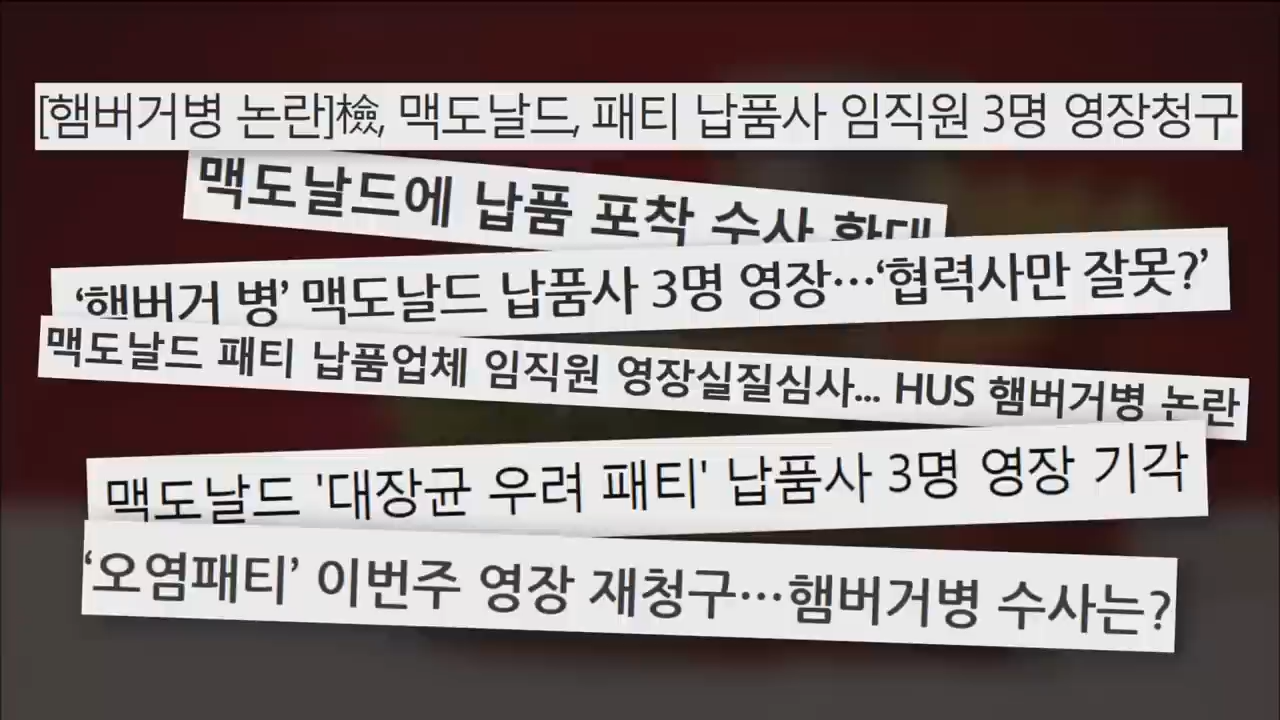 [햄버거병 논란]檢, 맥도날드, 패티 납품사 임직원 3명 영장청구
맥도날드에 납품 포착 수사 확대
‘햄버거 병’ 맥도날드 납품사 3명 영장…‘협력사만 잘못?’
맥도날드 패티 납품업체 임직원 영장실질심사... HUS 햄버거병 논란
맥도날드 '대장균 우려 패티' 납품사 3명 영장 기각
‘오염패티’ 이번주 영장 재청구…햄버거병 수사는?